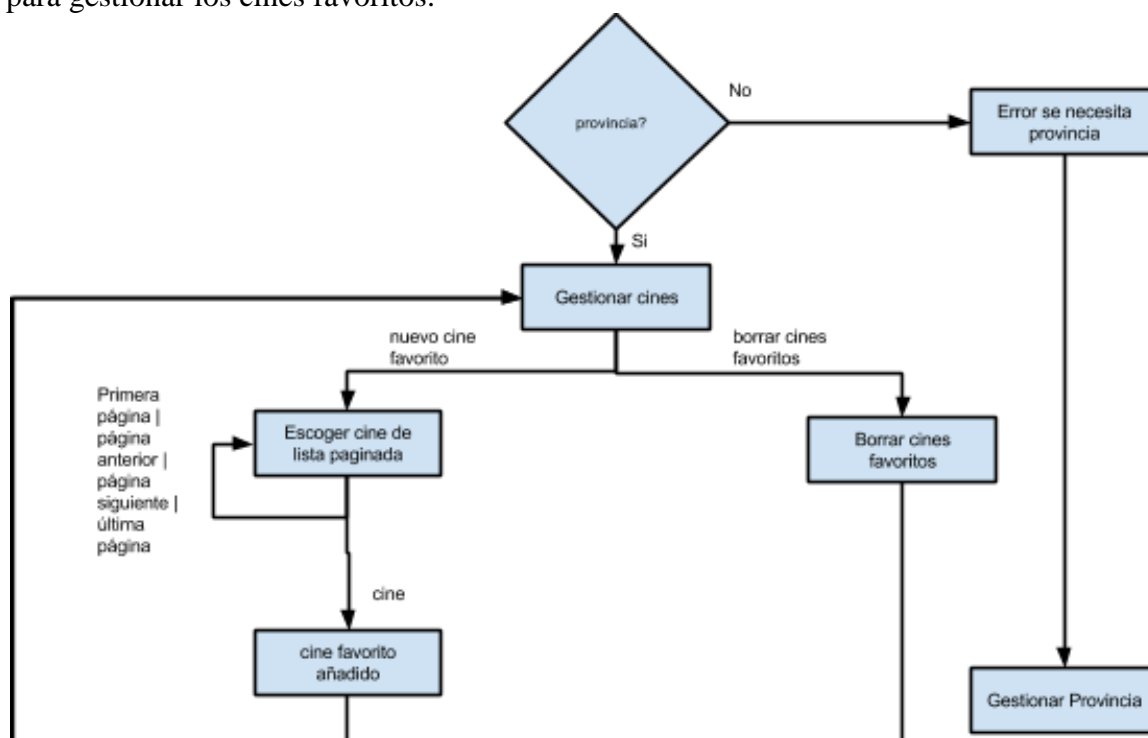 para gestionar los cines favoritos.
No
Error se necesita
provincia
provincia?
Si
Gestionar cines
nuevo cine
favorito
borrar cines
favoritos
Primera
página |
página
anterior |
página
siguiente |
última
página
Escoger cine de
lista paginada
Borrar cines
favoritos
cine
cine favorito
añadido
Gestionar Provincia